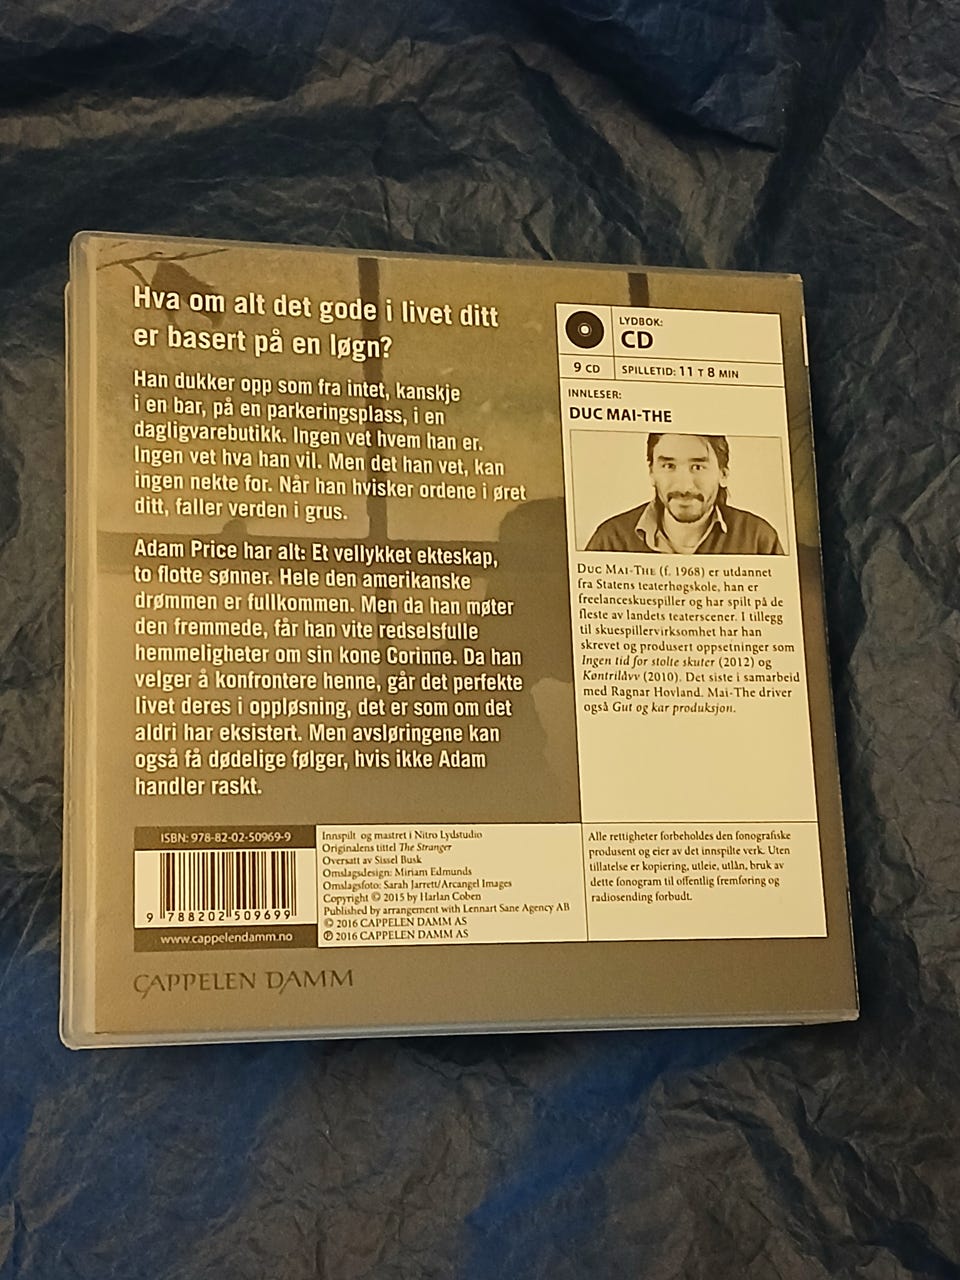 Hva om alt det gode i livet ditt
er basert på en løgn?
Han dukker opp som fra intet, kanskje
i en bar, på en parkeringsplass, i en
dagligvarebutikk. Ingen vet hvem han er.
Ingen vet hva han vil. Men det han vet, kan
ingen nekte for. Når han hvisker ordene i øret
ditt, faller verden i grus.
Adam Price har alt: Et vellykket ekteskap,
to flotte sønner. Hele den amerikanske
drømmen er fullkommen. Men da han møter
den fremmede, får han vite redselsfulle
hemmeligheter om sin kone Corinne. Da han
velger å konfrontere henne, går det perfekte
livet deres i oppløsning, det er som om det
aldri har eksistert. Men avsløringene kan
også få dødelige følger, hvis ikke Adam
handler raskt.
LYDBOK:
CD
9 CD
SPILLETID: 11 T 8 MIN
INNLESER:
DUC MAI-THE
DUC MAI-THE (f. 1968) er utdannet
fra Statens teaterhøgskole, han er
freelanceskuespiller og har spilt på de
fleste av landets teaterscener. I tillegg
til skuespillervirksomhet har han
skrevet og produsert oppsetninger som
Ingen tid for stolte skuter (2012) og
Køntrilävv (2010). Det siste i samarbeid
med Ragnar Hovland. Mai-The driver
også Gut og kar produksjon.
ISBN: 978-82-02-50969-9
9 788202 509699
www.cappelendamm.no
Innspilt og mastret i Nitro Lydstudio
Originalens tittel The Stranger
Oversatt av Sissel Busk
Omslagsdesign: Miriam Edmunds
Omslagsfoto: Sarah Jarrett/Arcangel Images
Copyright © 2015 by Harlan Coben
Published by arrangement with Lennart Sane Agency AB
© 2016 CAPPELEN DAMM AS
℗ 2016 CAPPELEN DAMM AS
Alle rettigheter forbeholdes den fonografiske
produsent og eier av det innspilte verk. Uten
tillatelse er kopiering, utleie, utlån, bruk av
dette fonogram til offentlig fremføring og
radiosending forbudt.
CAPPELEN DAMM